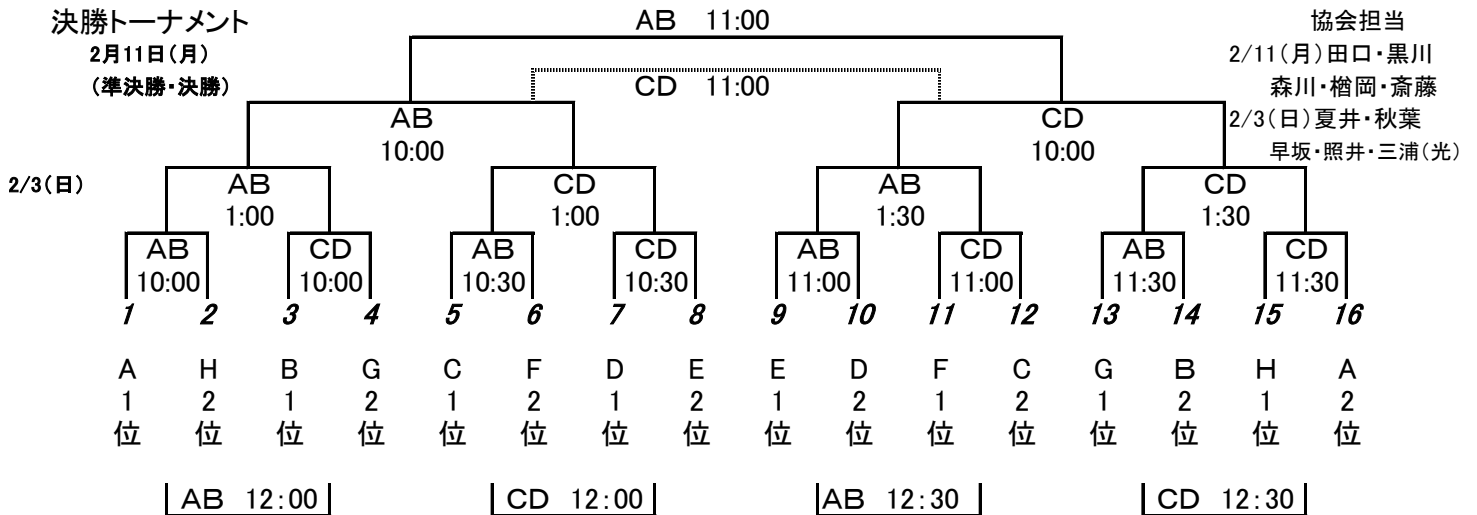 決勝トーナメント
AB 11:00
協会担当
2月11日(月)
2/11(月)田口・黒川
(準決勝・決勝)
CD 11:00
森川・楢岡・斎藤
AB
CD
2/3(日)夏井・秋葉
10:00
10:00
早坂・照井・三浦(光)
2/3(日)
AB
CD
AB
CD
1:00
1:00
1:30
1:30
AB
CD
AB
CD
AB
CD
AB
CD
10:00
10:00
10:30
10:30
11:00
11:00
11:30
11:30
1 2 3 4 5 6 7 8 9 10 11 12 13 14 15 16
A H B G C F D E E D F C G B H A
1 2 1 2 1 2 1 2 1 2 1 2 1 2 1 2
位 位 位 位 位 位 位 位 位 位 位 位 位 位 位 位
AB 12:00
CD 12:00
AB 12:30
CD 12:30